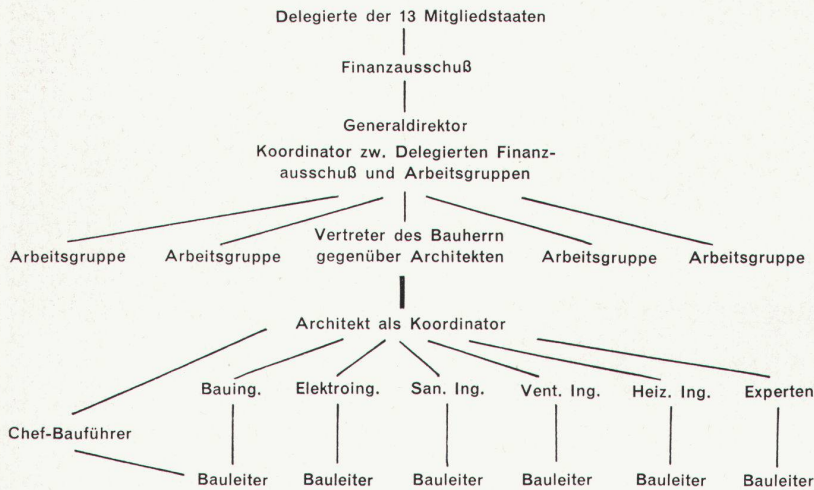 Delegierte der 13 Mitgliedstaaten
Finanzausschuß
Generaldirektor
Koordinator zw. Delegierten Finanz-
ausschuß und Arbeitsgruppen
Arbeitsgruppe
Arbeitsgruppe
Vertreter des Bauherrn
gegenüber Architekten
Arbeitsgruppe
Arbeitsgruppe
Architekt als Koordinator
Bauing.
Elektroing.
San. Ing.
Vent. Ing.
Heiz. Ing.
Experten
Chef-Bauführer
Bauleiter
Bauleiter
Bauleiter
Bauleiter
Bauleiter
Bauleiter